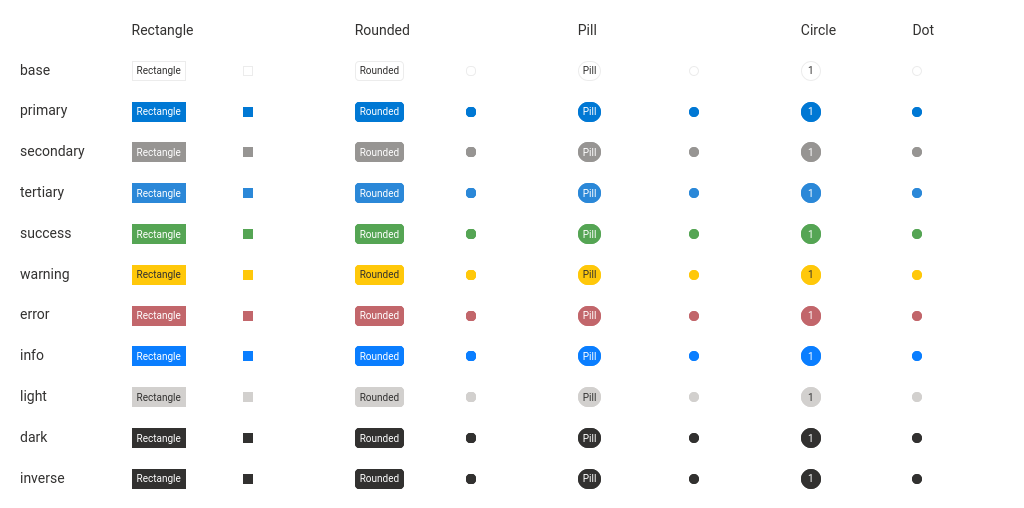 Rectangle Rounded Pill Circle Dot
base Rectangle Rounded Pill 1
primary Rectangle Rounded Pill 1
secondary Rectangle Rounded Pill 1
tertiary Rectangle Rounded Pill 1
success Rectangle Rounded Pill 1
warning Rectangle Rounded Pill 1
error Rectangle Rounded Pill 1
info Rectangle Rounded Pill 1
light Rectangle Rounded Pill 1
dark Rectangle Rounded Pill 1
inverse Rectangle Rounded Pill 1